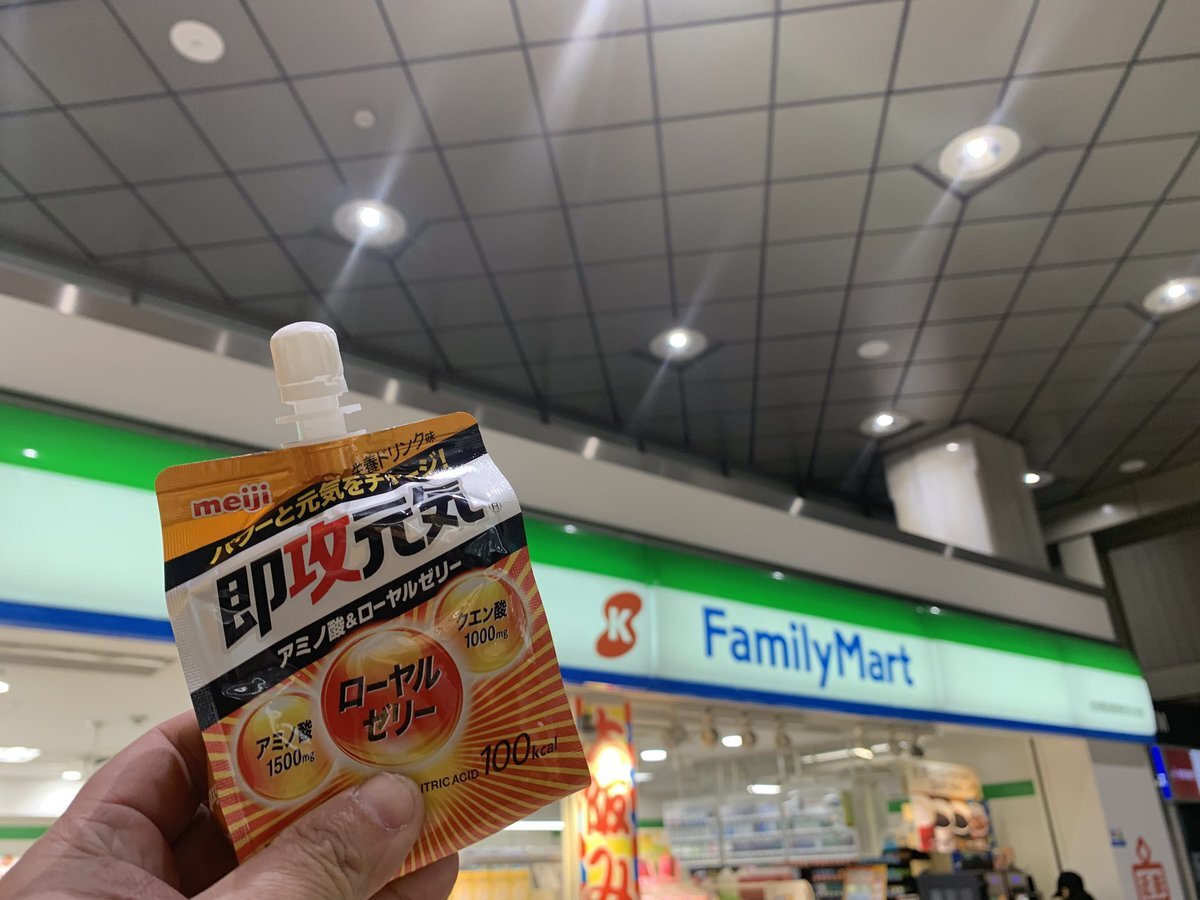 栄養ドリンク味
meiji
パワーと元気をチャージ!
即攻元気
アミノ酸&ローヤルゼリー
クエン酸
1000mg
ローヤル
ゼリー
アミノ酸
1500mg
ITRIC ACID 100kcal
K
FamilyMart